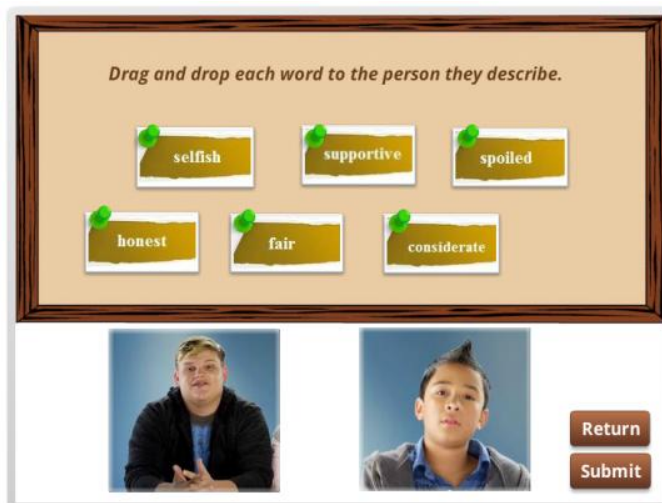 Drag and drop each word to the person they describe.
selfish
supportive
spoiled
honest
fair
considerate
Return
Submit